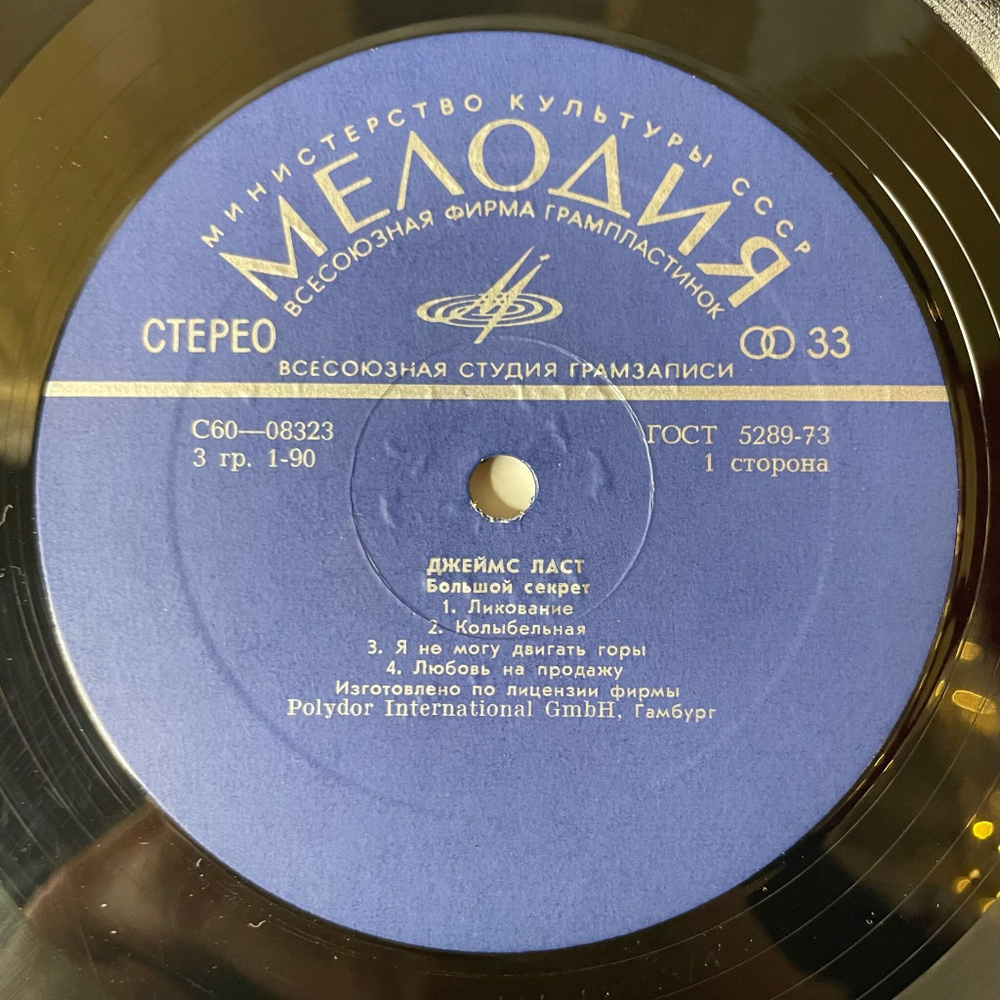 МИНИСТЕРСТВО КУЛЬТУРЫ СССР
МЕЛОДИЯ
ВСЕСОЮЗНАЯ ФИРМА ГРАМПЛАСТИНОК
СТЕРЕО
33
ВСЕСОЮЗНАЯ СТУДИЯ ГРАМЗАПИСИ
С60—08323
ГОСТ 5289-73
3 гр. 1-90
1 сторона
ДЖЕЙМС ЛАСТ
Большой секрет
1. Ликование
2. Колыбельная
3. Я не могу двигать горы
4. Любовь на продажу
Изготовлено по лицензии фирмы
Polydor International GmbH, Гамбург